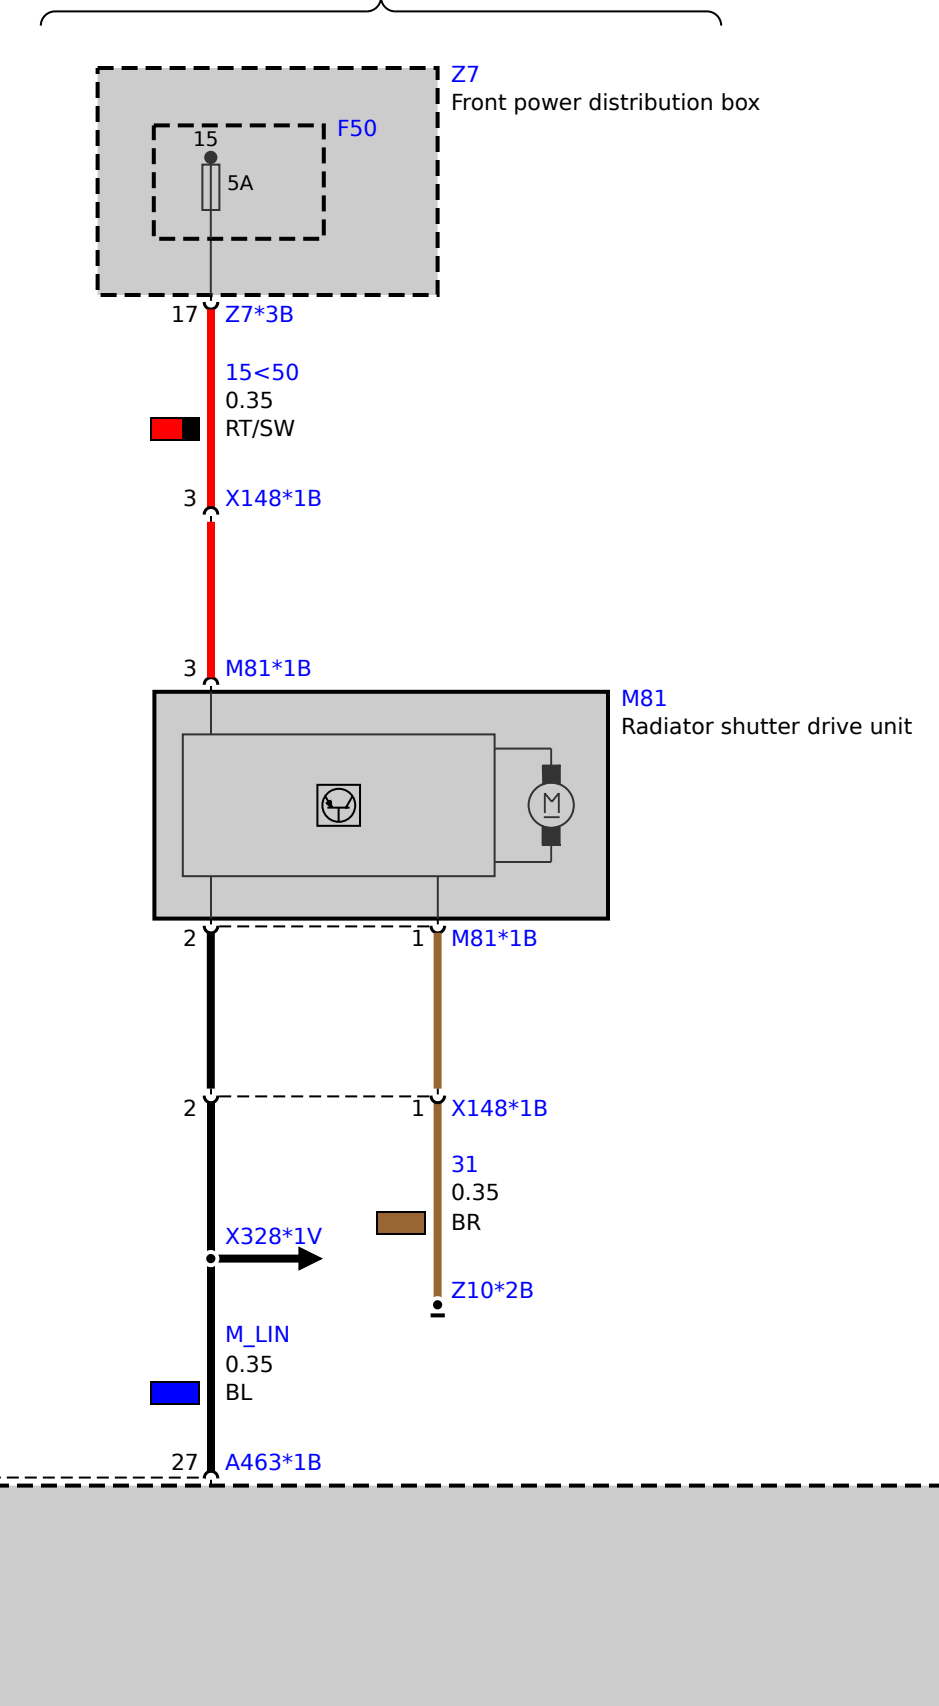 Z7
Front power distribution box
F50
15
5A
17 Z7*3B
15<50
0.35
RT/SW
3 X148*1B
3 M81*1B
M81
Radiator shutter drive unit
M
2 1 M81*1B
2 1 X148*1B
31
0.35
BR
X328*1V
Z10*2B
M_LIN
0.35
BL
27 A463*1B